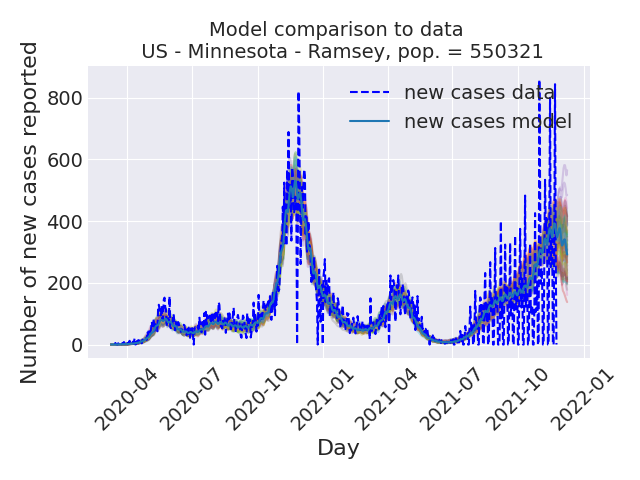 Model comparison to data
US - Minnesota - Ramsey, pop. = 550321
Number of new cases reported
800
600
400
200
0
new cases data
new cases model
2020-04
2020-07
2020-10
2021-01
2021-04
2021-07
2021-10
2022-01
Day